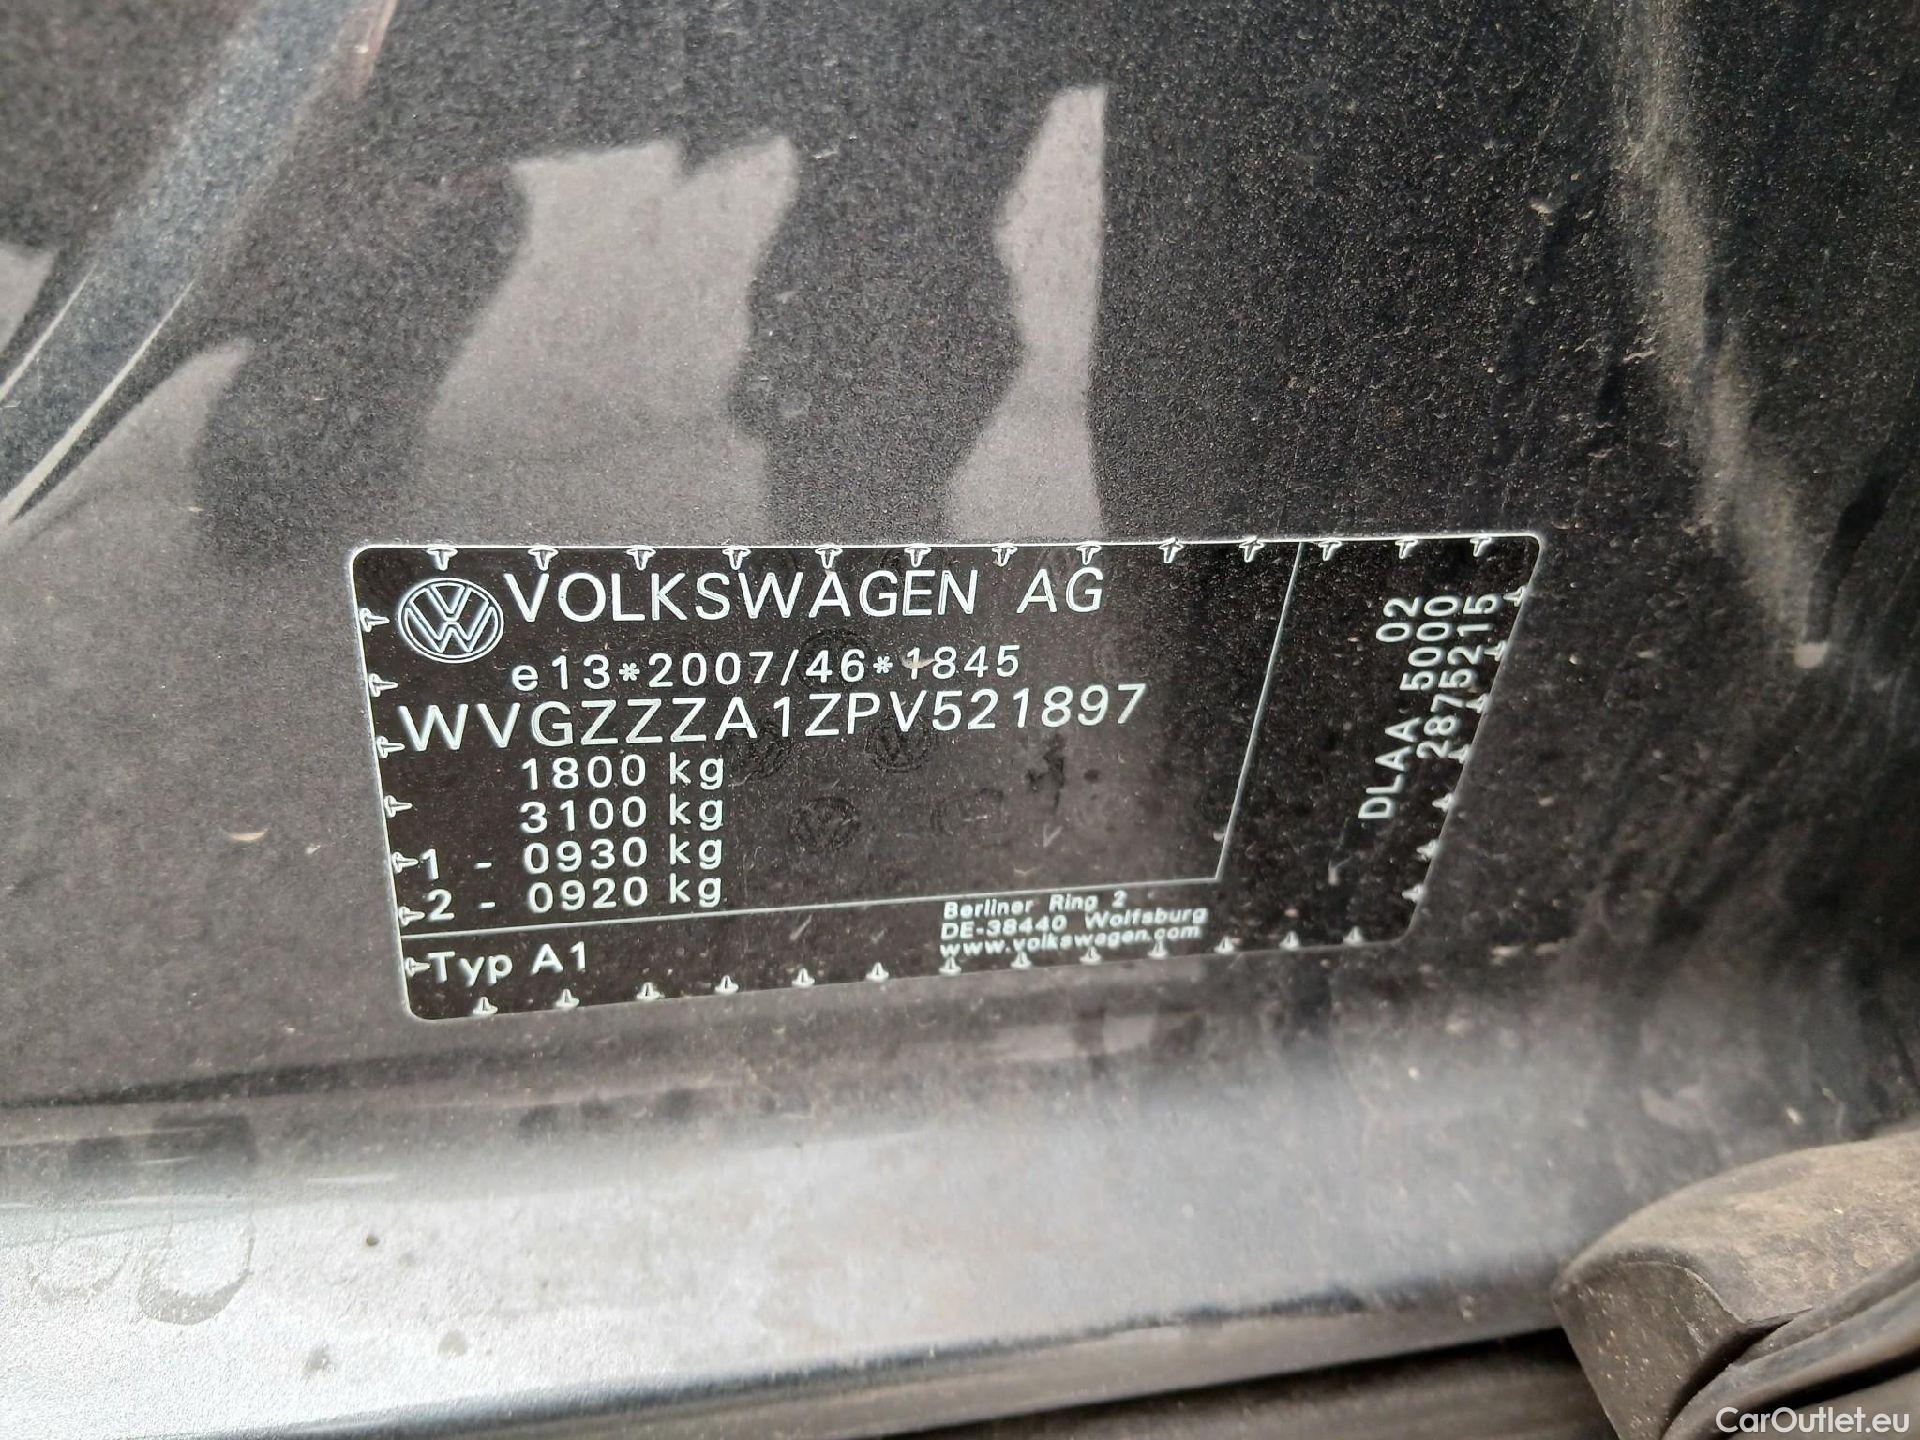 VOLKSWAGEN AG
e13*2007/46*1845
WVGZZZA1ZPV521897
1800 kg
3100 kg
1 - 0930 kg
2 - 0920 kg
Typ A1
Berliner Ring 2
DE-38440 Wolfsburg
www.volkswagen.com
DLAA 5000 02
28752215
CarOutlet.eu